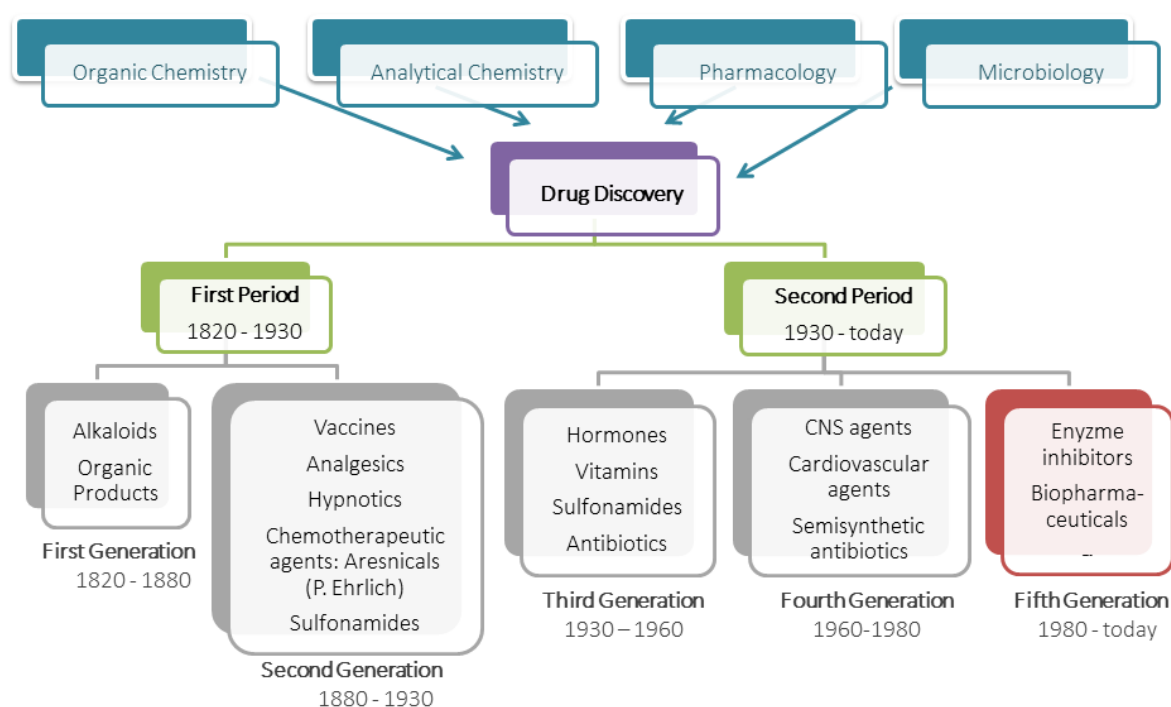 Organic Chemistry
Analytical Chemistry
Pharmacology
Microbiology
Drug Discovery
First Period
1820 - 1930
Second Period
1930 - today
Alkaloids
Organic
Products
First Generation
1820 - 1880
Vaccines
Analgesics
Hypnotics
Chemotherapeutic
agents: Aresnicals
(P. Ehrlich)
Sulfonamides
Second Generation
1880 - 1930
Hormones
Vitamins
Sulfonamides
Antibiotics
Third Generation
1930 – 1960
CNS agents
Cardiovascular
agents
Semisynthetic
antibiotics
Fourth Generation
1960-1980
Enyzme
inhibitors
Biopharma-
ceuticals
Fifth Generation
1980 - today